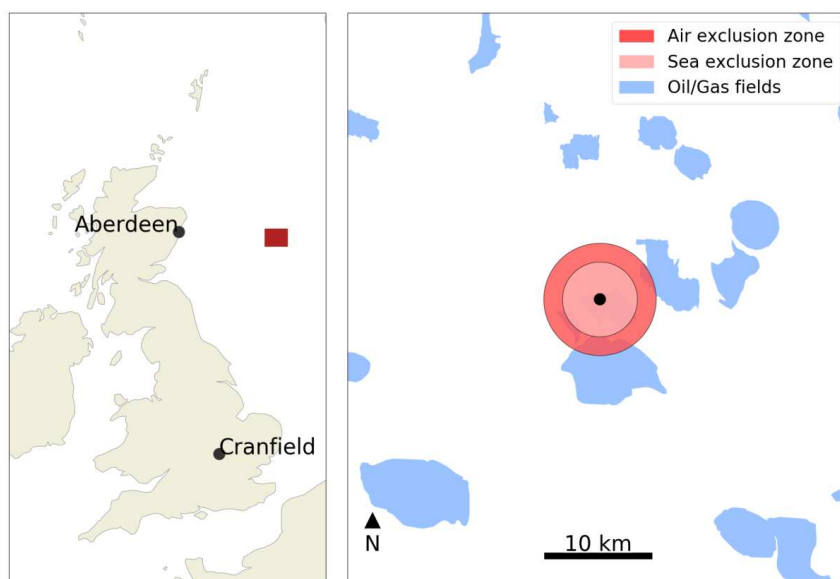 Aberdeen
Cranfield
Air exclusion zone
Sea exclusion zone
Oil/Gas fields
N
10 km